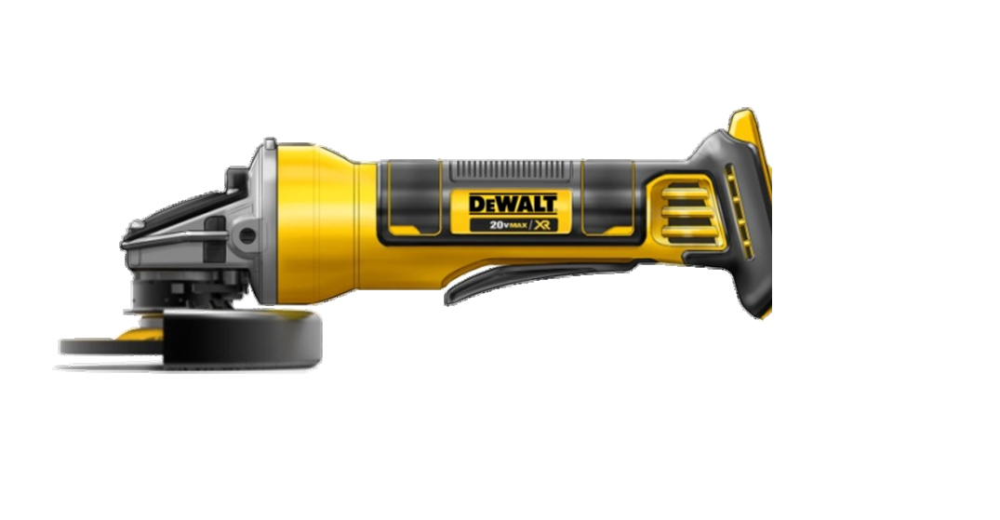 DEWALT
20V MAX / XR